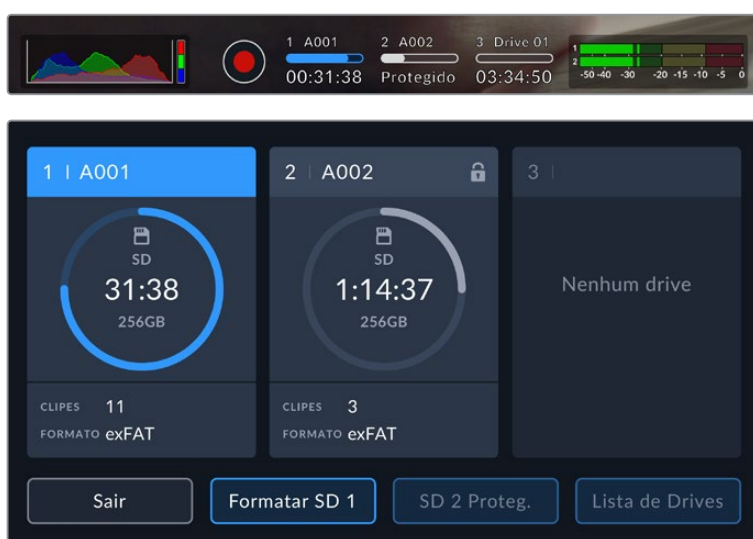 1 A001 2 A002 3 Drive 01
00:31:38 Protegido 03:34:50
1
2
-50 -40 -30 -20 -15 -10 -5 0
1 | A001 2 | A002 3 |
SD SD
31:38 1:14:37 Nenhum drive
256GB 256GB
CLIPES 11 CLIPES 3
FORMATO exFAT FORMATO exFAT
Sair Formatar SD 1 SD 2 Proteg. Lista de Drives